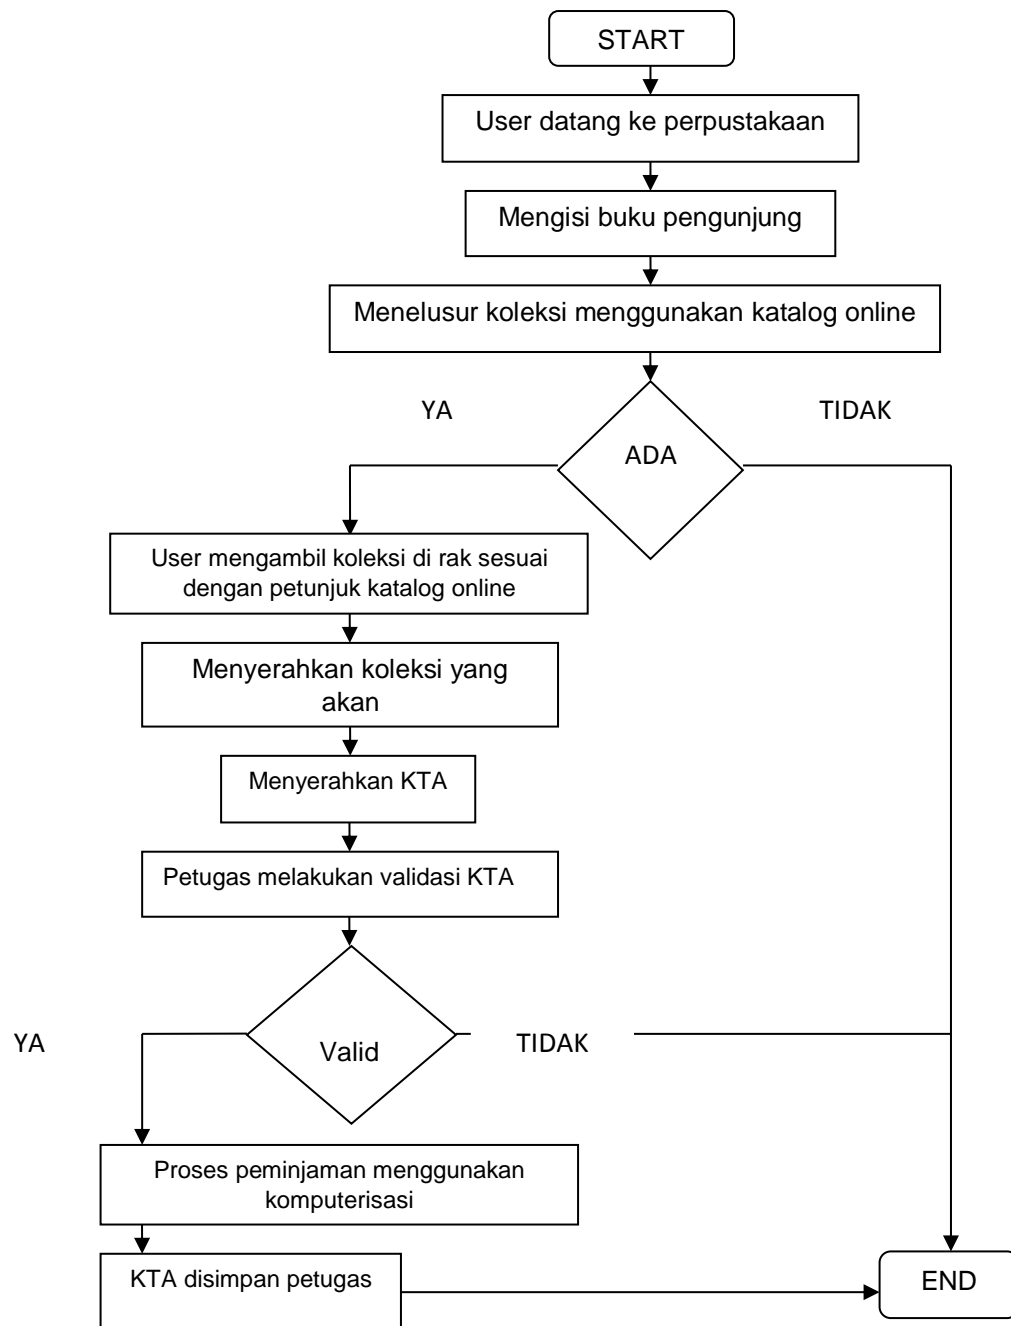 START
User datang ke perpustakaan
Mengisi buku pengunjung
Menelusur koleksi menggunakan katalog online
YA
TIDAK
ADA
User mengambil koleksi di rak sesuai
dengan petunjuk katalog online
Menyerahkan koleksi yang
akan
Menyerahkan KTA
Petugas melakukan validasi KTA
YA
Valid
TIDAK
Proses peminjaman menggunakan
komputerisasi
KTA disimpan petugas
END